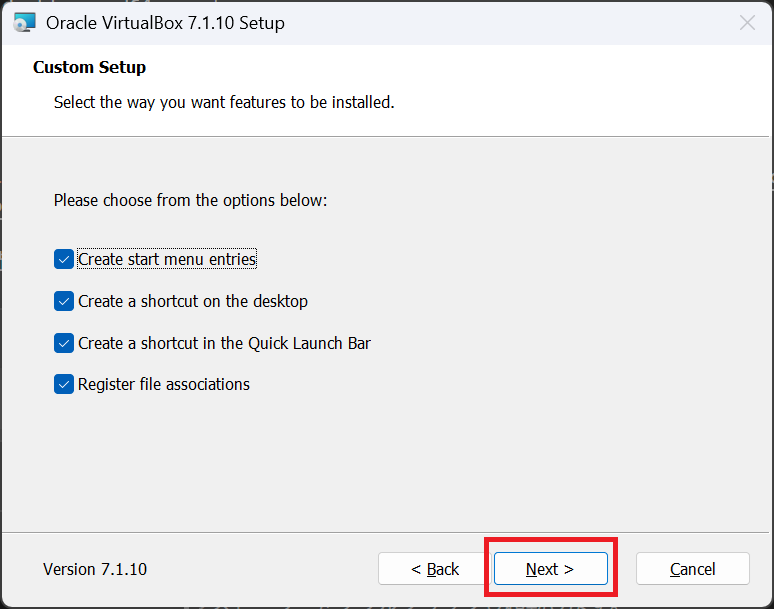 Oracle VirtualBox 7.1.10 Setup
Custom Setup
Select the way you want features to be installed.
Please choose from the options below:
Create start menu entries
Create a shortcut on the desktop
Create a shortcut in the Quick Launch Bar
Register file associations
Version 7.1.10
< Back
Next >
Cancel